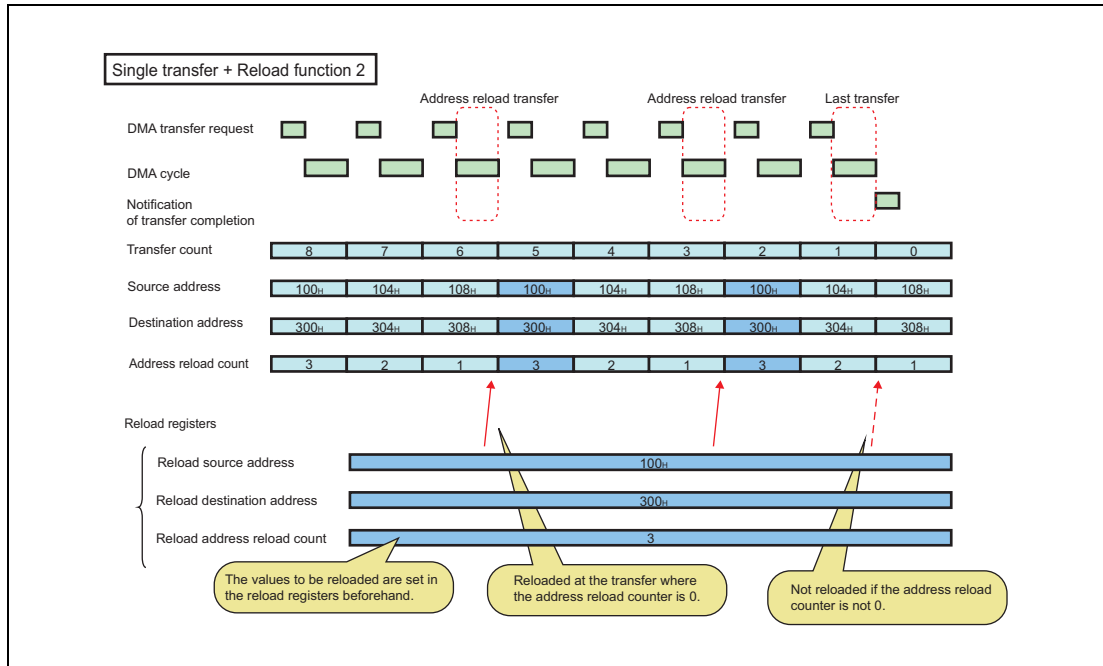 Single transfer + Reload function 2
Address reload transfer Address reload transfer Last transfer
DMA transfer request
DMA cycle
Notification
of transfer completion
Transfer count 8 7 6 5 4 3 2 1 0
Source address 100H 104H 108H 100H 104H 108H 100H 104H 108H
Destination address 300H 304H 308H 300H 304H 308H 300H 304H 308H
Address reload count 3 2 1 3 2 1 3 2 1
Reload registers
Reload source address 100H
Reload destination address 300H
Reload address reload count 3
The values to be reloaded are set in
the reload registers beforehand.
Reloaded at the transfer where
the address reload counter is 0.
Not reloaded if the address reload
counter is not 0.